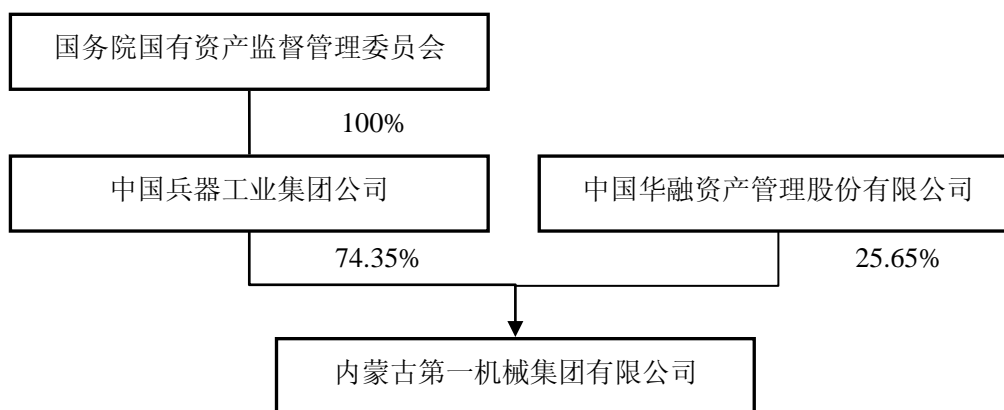 国务院国有资产监督管理委员会
100%
中国兵器工业集团公司
中国华融资产管理股份有限公司
74.35%
25.65%
内蒙古第一机械集团有限公司